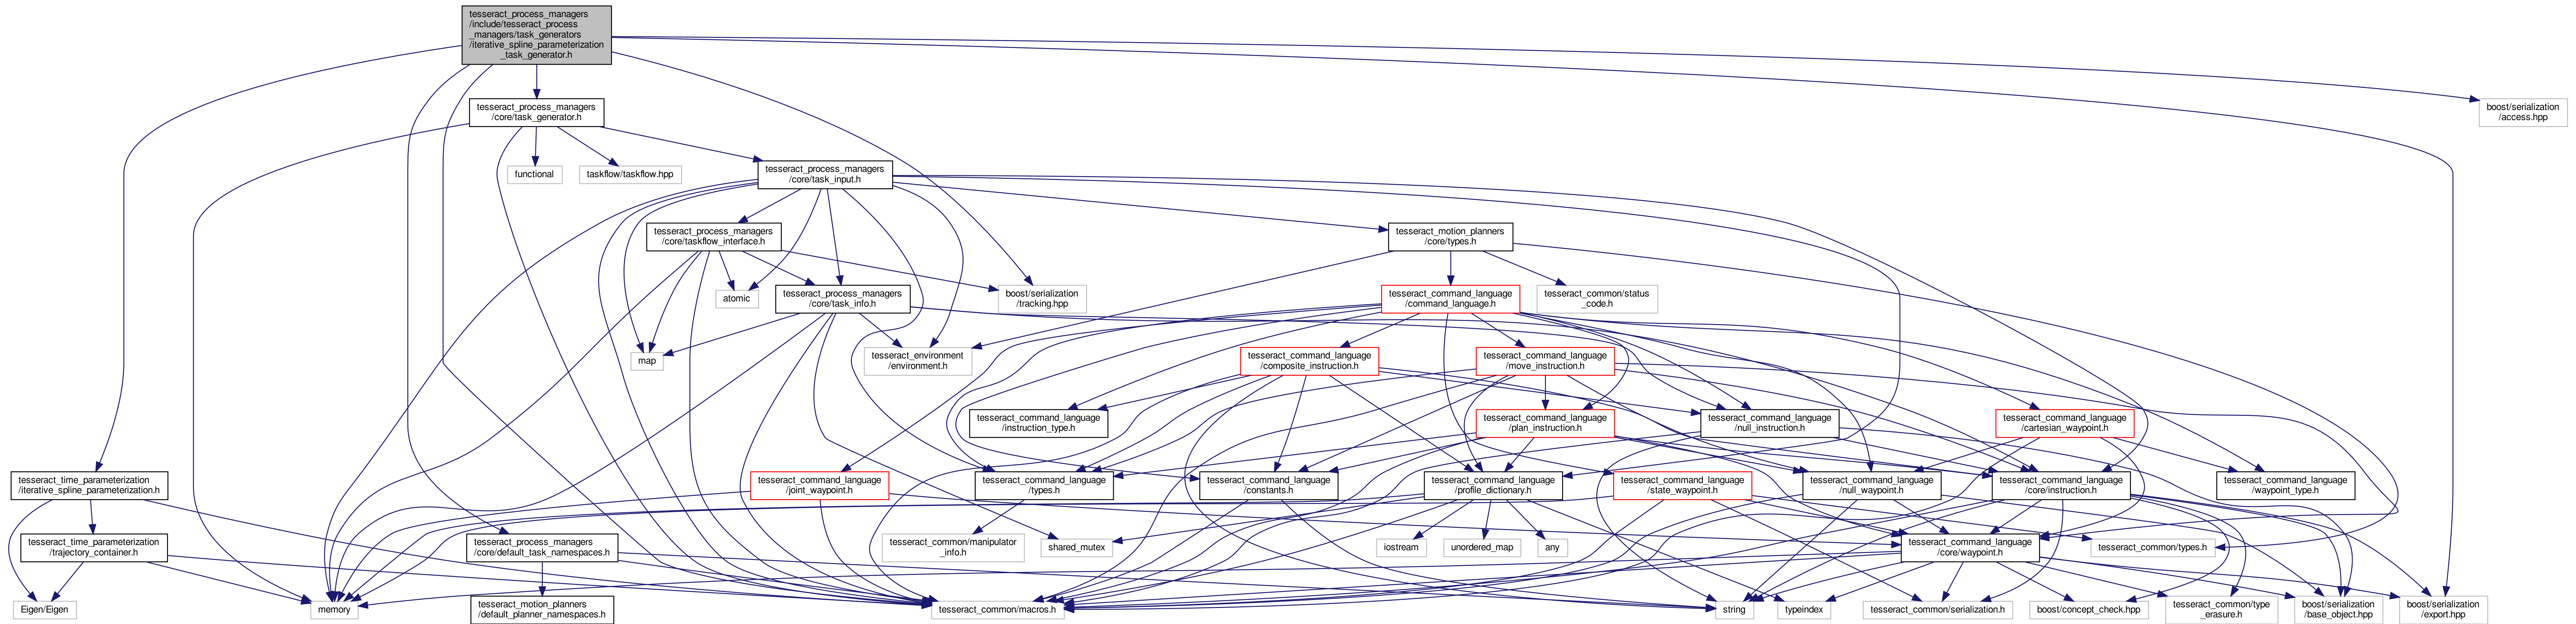 tesseract_process_managers
/include/tesseract_process
_managers/task_generators
/iterative_spline_parameterization
_task_generator.h
boost/serialization
/access.hpp
tesseract_process_managers
/core/task_generator.h
functional
taskflow/taskflow.hpp
tesseract_process_managers
/core/task_input.h
tesseract_process_managers
/core/taskflow_interface.h
tesseract_motion_planners
/core/types.h
atomic
tesseract_process_managers
/core/task_info.h
boost/serialization
/tracking.hpp
tesseract_command_language
/command_language.h
tesseract_common/status
_code.h
map
tesseract_environment
/environment.h
tesseract_command_language
/composite_instruction.h
tesseract_command_language
/move_instruction.h
tesseract_command_language
/instruction_type.h
tesseract_command_language
/plan_instruction.h
tesseract_command_language
/null_instruction.h
tesseract_command_language
/cartesian_waypoint.h
tesseract_time_parameterization
/iterative_spline_parameterization.h
tesseract_command_language
/joint_waypoint.h
tesseract_command_language
/types.h
tesseract_command_language
/constants.h
tesseract_command_language
/profile_dictionary.h
tesseract_command_language
/state_waypoint.h
tesseract_command_language
/null_waypoint.h
tesseract_command_language
/core/instruction.h
tesseract_command_language
/waypoint_type.h
tesseract_time_parameterization
/trajectory_container.h
tesseract_process_managers
/core/default_task_namespaces.h
tesseract_common/manipulator
_info.h
shared_mutex
iostream
unordered_map
any
tesseract_command_language
/core/waypoint.h
tesseract_common/types.h
Eigen/Eigen
memory
tesseract_motion_planners
/default_planner_namespaces.h
tesseract_common/macros.h
string
typeindex
tesseract_common/serialization.h
boost/concept_check.hpp
tesseract_common/type
_erasure.h
boost/serialization
/base_object.hpp
boost/serialization
/export.hpp